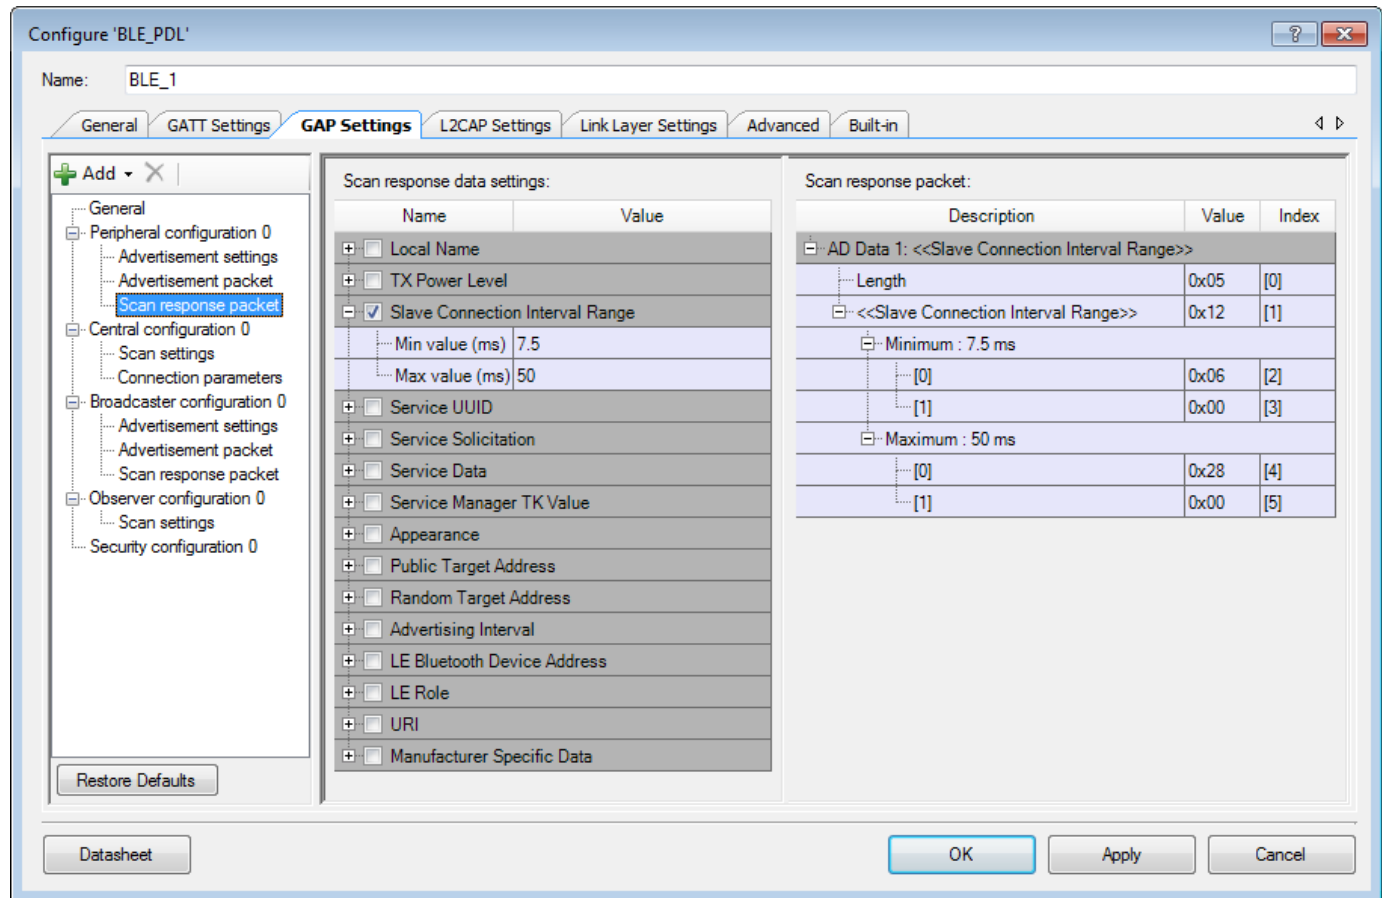 Configure 'BLE_PDL'
Name: BLE_1
General GATT Settings GAP Settings L2CAP Settings Link Layer Settings Advanced Built-in
Add
General
Peripheral configuration 0
Advertisement settings
Advertisement packet
Scan response packet
Central configuration 0
Scan settings
Connection parameters
Broadcaster configuration 0
Advertisement settings
Advertisement packet
Scan response packet
Observer configuration 0
Scan settings
Security configuration 0
Restore Defaults
Scan response data settings:
Name Value
Local Name
TX Power Level
Slave Connection Interval Range
Min value (ms) 7.5
Max value (ms) 50
Service UUID
Service Solicitation
Service Data
Service Manager TK Value
Appearance
Public Target Address
Random Target Address
Advertising Interval
LE Bluetooth Device Address
LE Role
URI
Manufacturer Specific Data
Scan response packet:
Description Value Index
AD Data 1: <<Slave Connection Interval Range>>
Length 0x05 [0]
<<Slave Connection Interval Range>> 0x12 [1]
Minimum : 7.5 ms
[0] 0x06 [2]
[1] 0x00 [3]
Maximum : 50 ms
[0] 0x28 [4]
[1] 0x00 [5]
Datasheet OK Apply Cancel